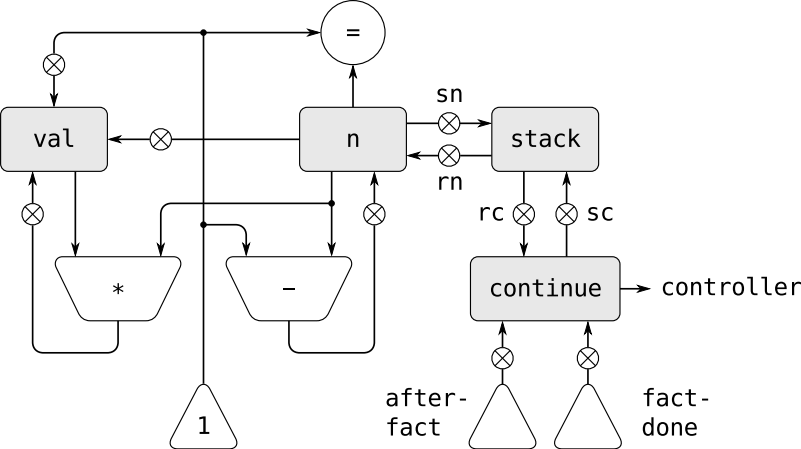 =
sn
val
n
stack
rn
rc
sc
*
−
continue
controller
after-
fact
fact-
done
1